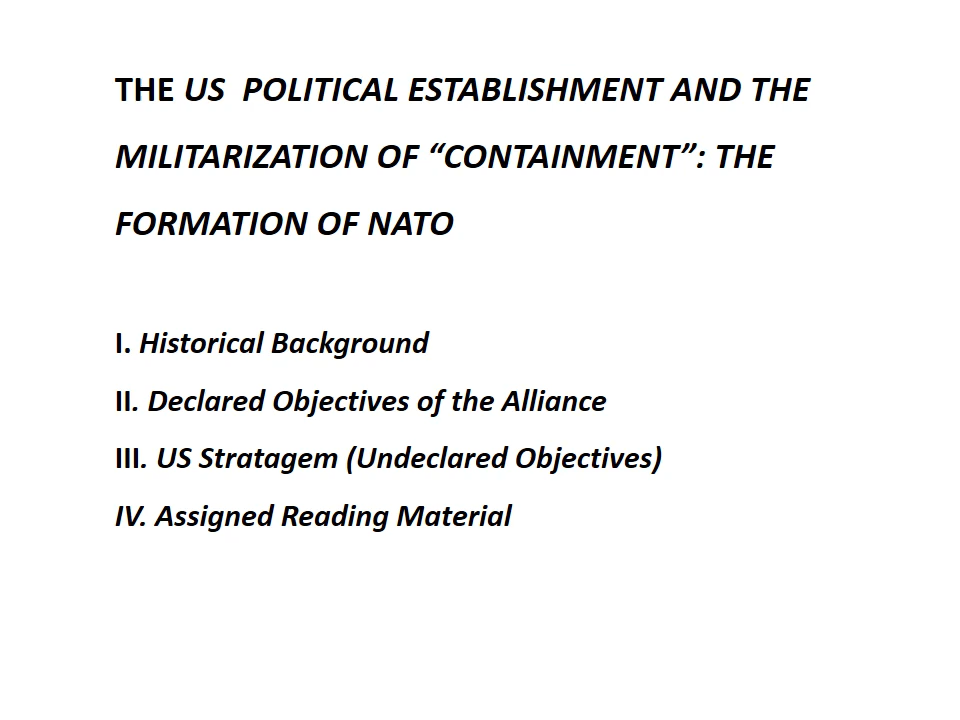 THE US  POLITICAL ESTABLISHMENT AND THE
MILITARIZATION OF “CONTAINMENT”: THE
FORMATION OF NATO
I. Historical Background
II. Declared Objectives of the Alliance
III. US Stratagem (Undeclared Objectives)
IV. Assigned Reading Material